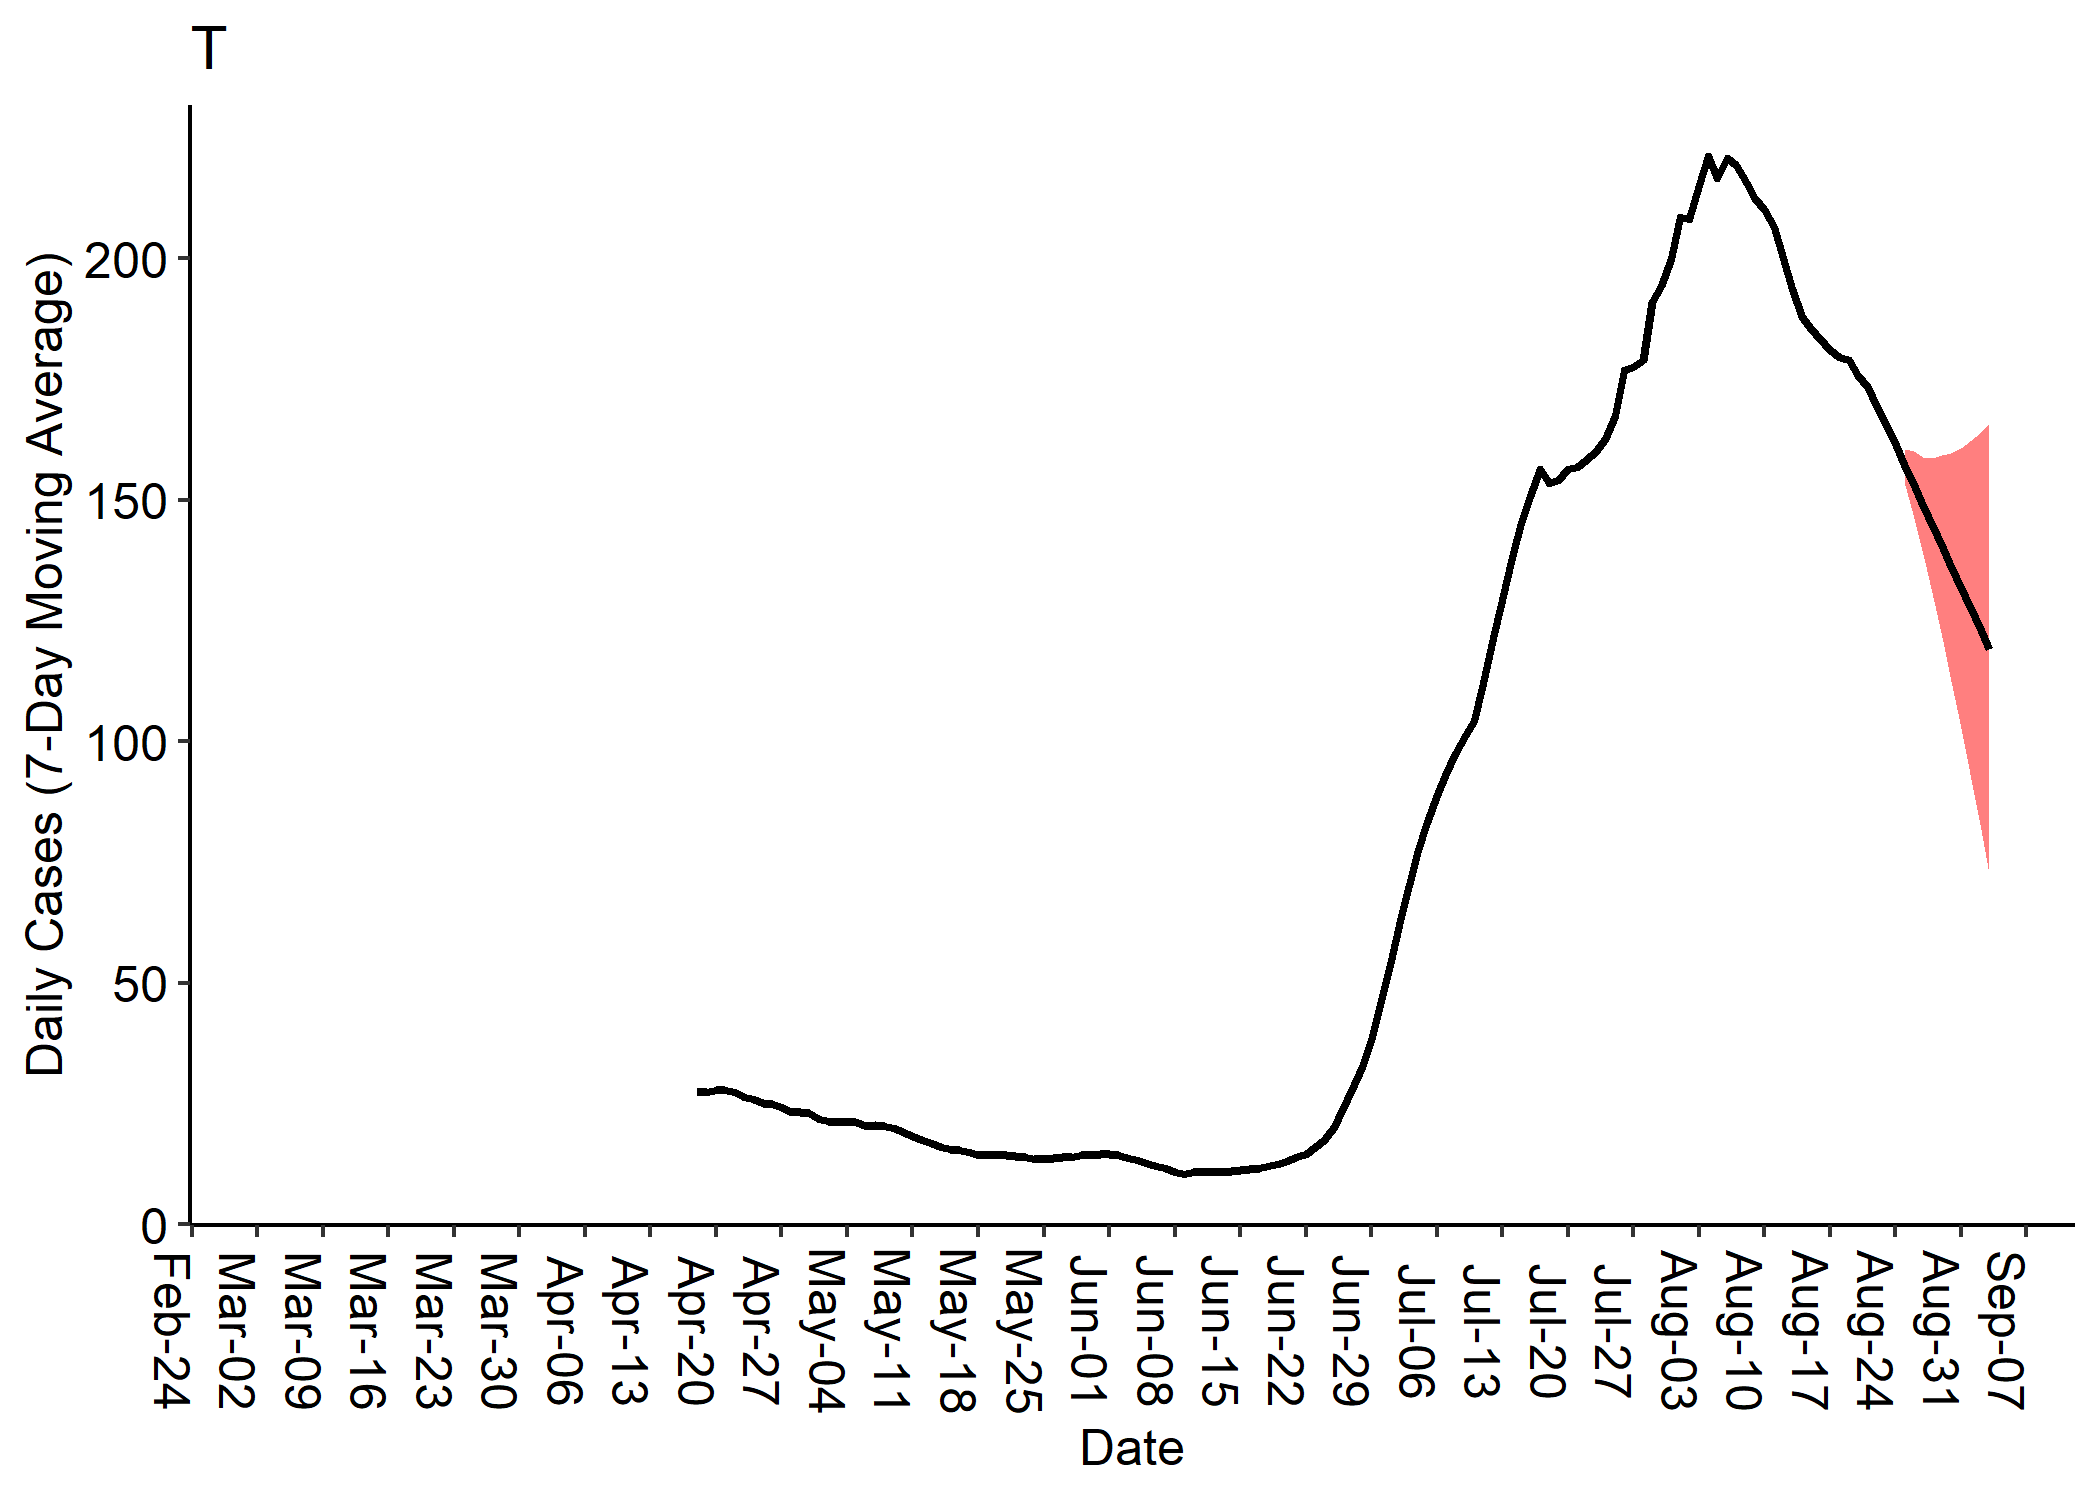 T
Daily Cases (7-Day Moving Average)
200
150
100
50
0
Feb-24
Mar-02
Mar-09
Mar-16
Mar-23
Mar-30
Apr-06
Apr-13
Apr-20
Apr-27
May-04
May-11
May-18
May-25
Jun-01
Jun-08
Jun-15
Jun-22
Jun-29
Jul-06
Jul-13
Jul-20
Jul-27
Aug-03
Aug-10
Aug-17
Aug-24
Aug-31
Sep-07
Date